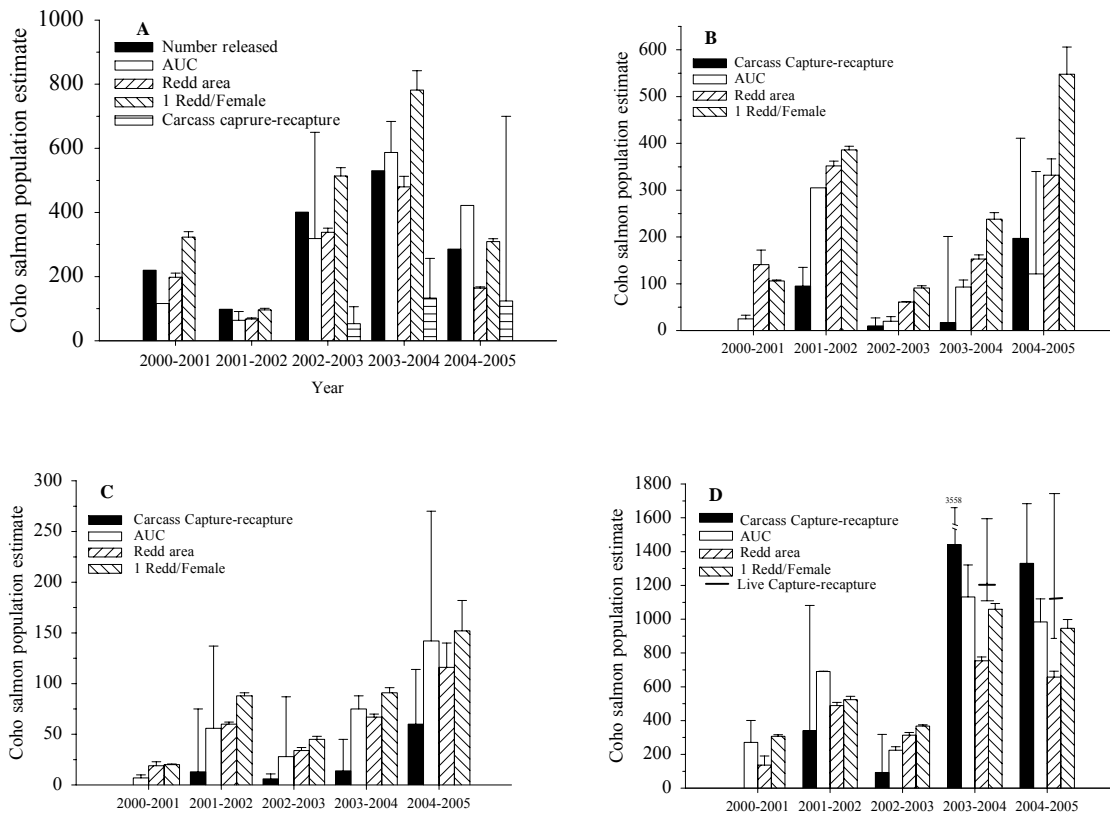 A
Number released
AUC
Redd area
1 Redd/Female
Carcass caprure-recapture
Coho salmon population estimate
1000
800
600
400
200
0
2000-2001 2001-2002 2002-2003 2003-2004 2004-2005
Year
B
Carcass Capture-recapture
AUC
Redd area
1 Redd/Female
Coho salmon population estimate
600
500
400
300
200
100
0
2000-2001 2001-2002 2002-2003 2003-2004 2004-2005
C
Carcass Capture-recapture
AUC
Redd area
1 Redd/Female
Coho salmon population estimate
300
250
200
150
100
50
0
2000-2001 2001-2002 2002-2003 2003-2004 2004-2005
D
3558
Carcass Capture-recapture
AUC
Redd area
1 Redd/Female
Live Capture-recapture
Coho salmon population estimate
1800
1600
1400
1200
1000
800
600
400
200
0
2000-2001 2001-2002 2002-2003 2003-2004 2004-2005